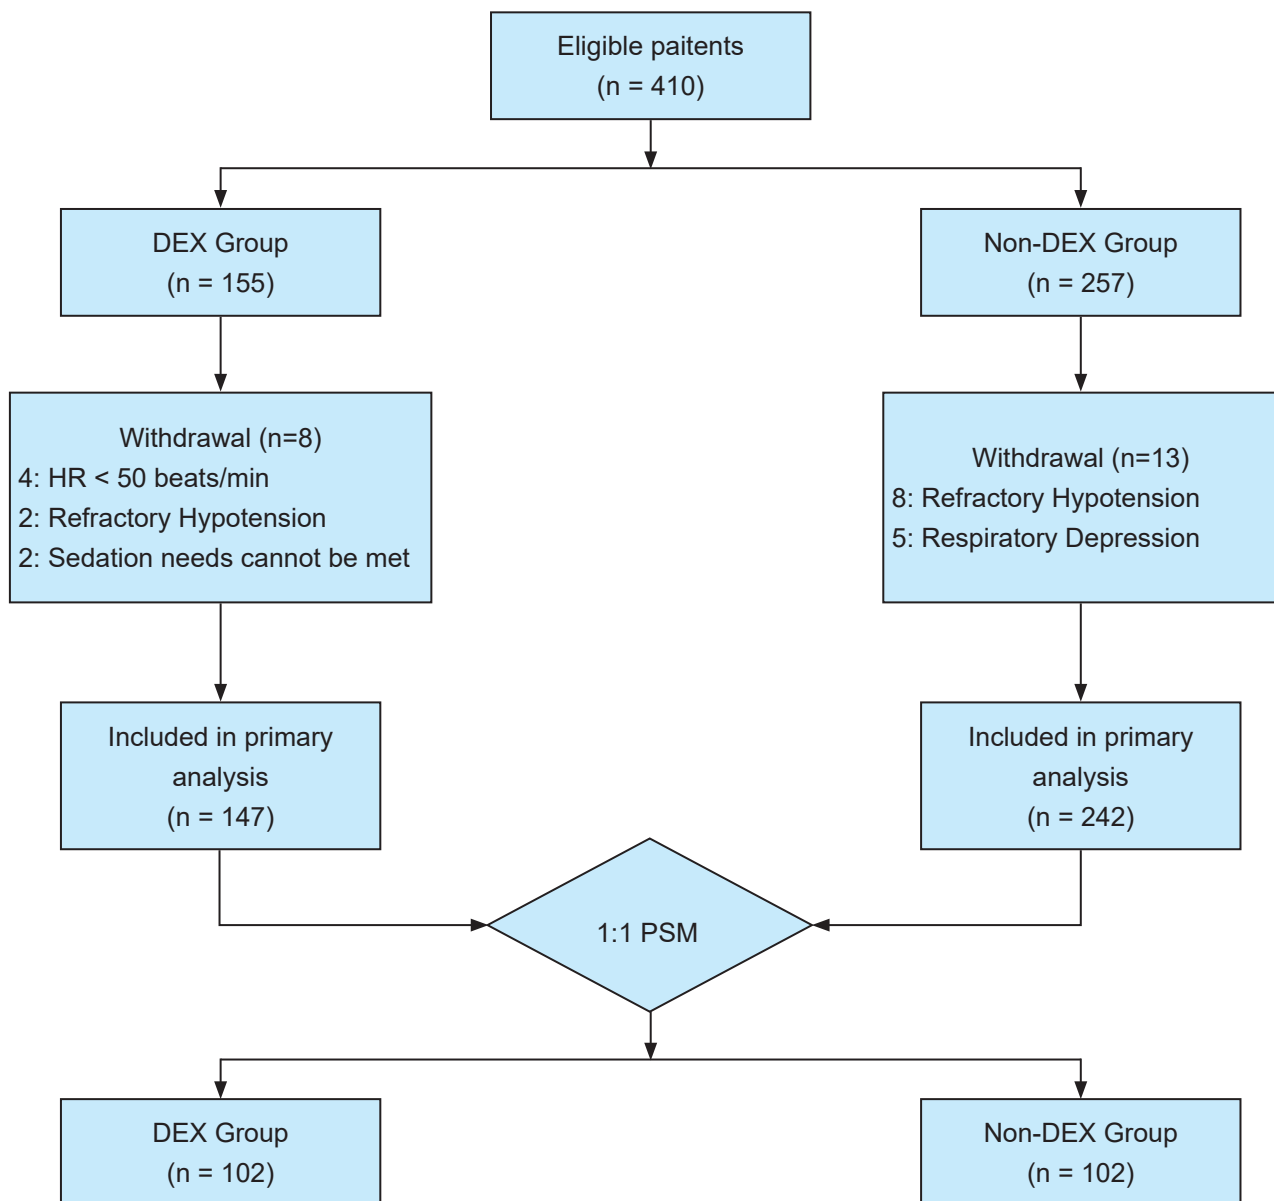 Eligible paitents
(n = 410)
DEX Group
(n = 155)
Non-DEX Group
(n = 257)
Withdrawal (n=8)
4: HR < 50 beats/min
2: Refractory Hypotension
2: Sedation needs cannot be met
Withdrawal (n=13)
8: Refractory Hypotension
5: Respiratory Depression
Included in primary
analysis
(n = 147)
Included in primary
analysis
(n = 242)
1:1 PSM
DEX Group
(n = 102)
Non-DEX Group
(n = 102)